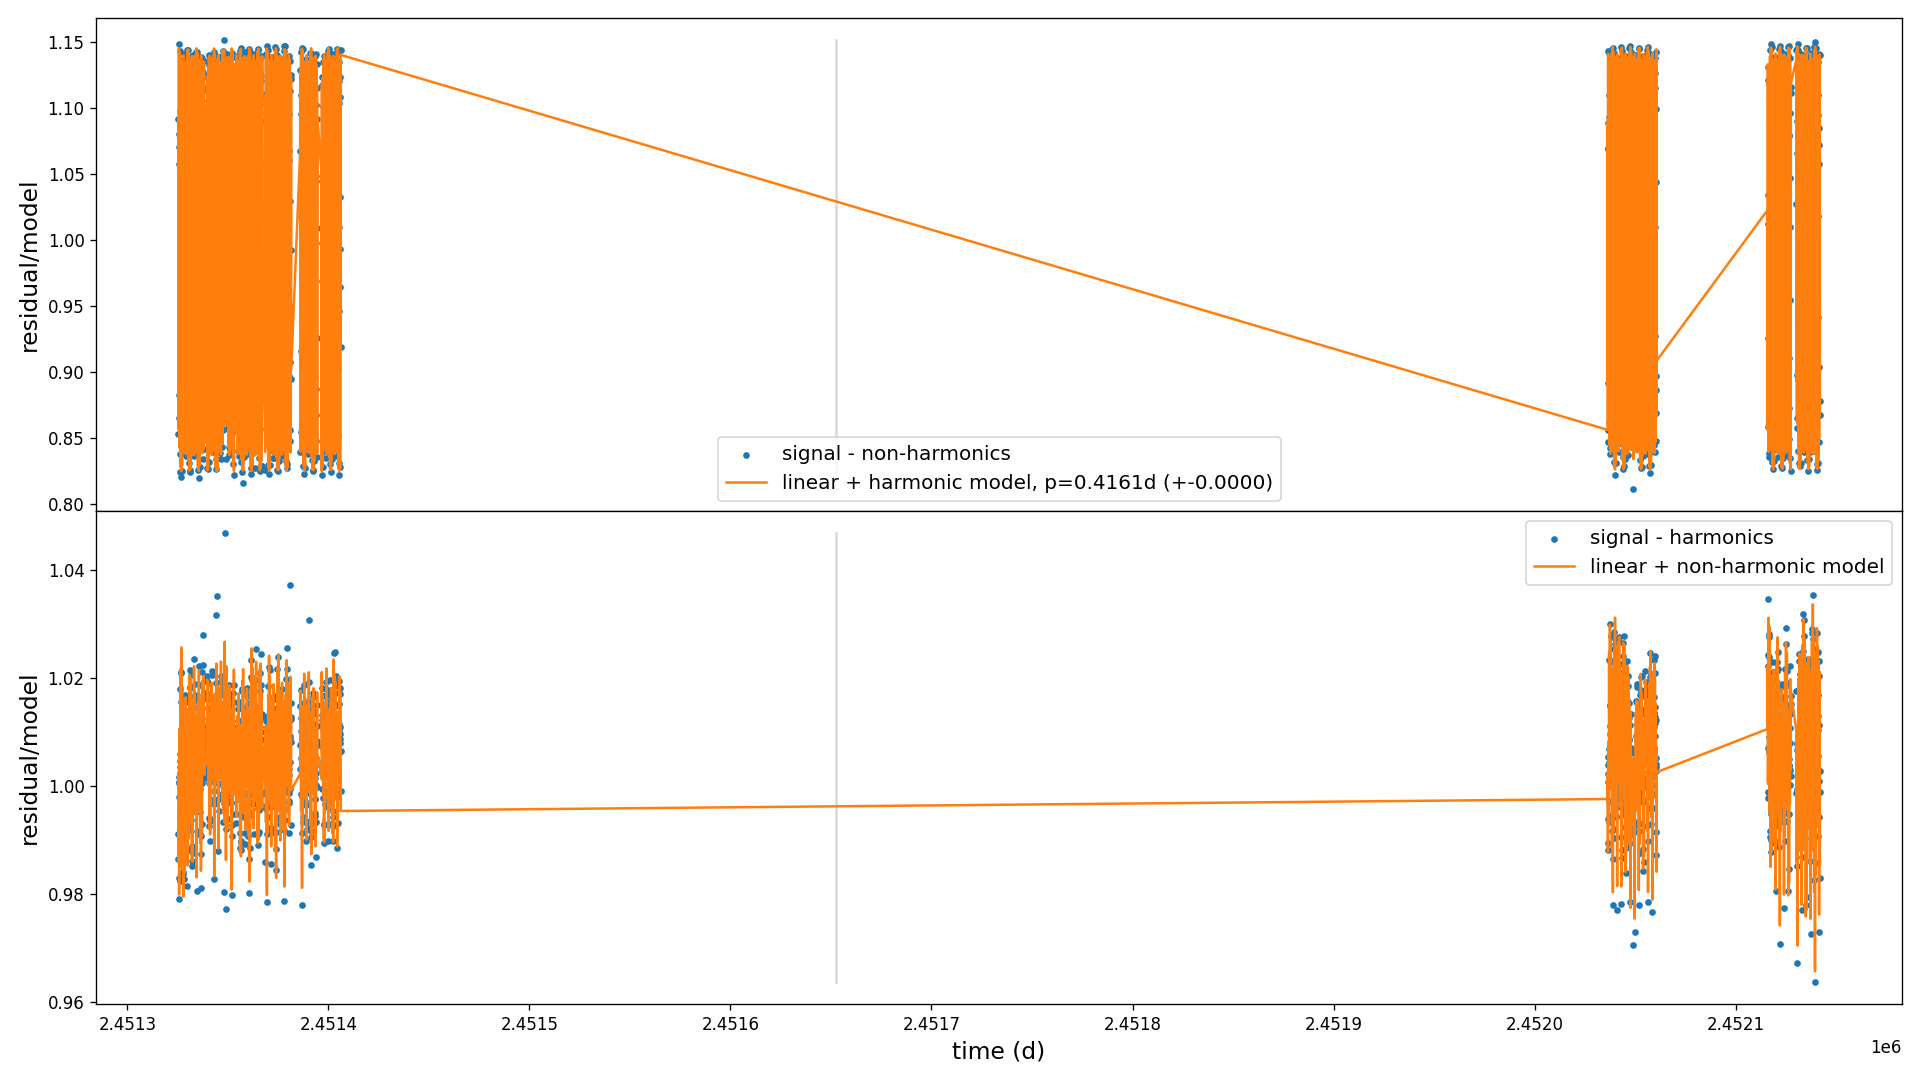 1.15
1.10
1.05
1.00
0.95
0.90
0.85
0.80
residual/model
signal - non-harmonics
linear + harmonic model, p=0.4161d (+-0.0000)
signal - harmonics
linear + non-harmonic model
1.04
1.02
1.00
0.98
0.96
residual/model
2.4513 2.4514 2.4515 2.4516 2.4517 2.4518 2.4519 2.4520 2.4521
time (d)
1e6